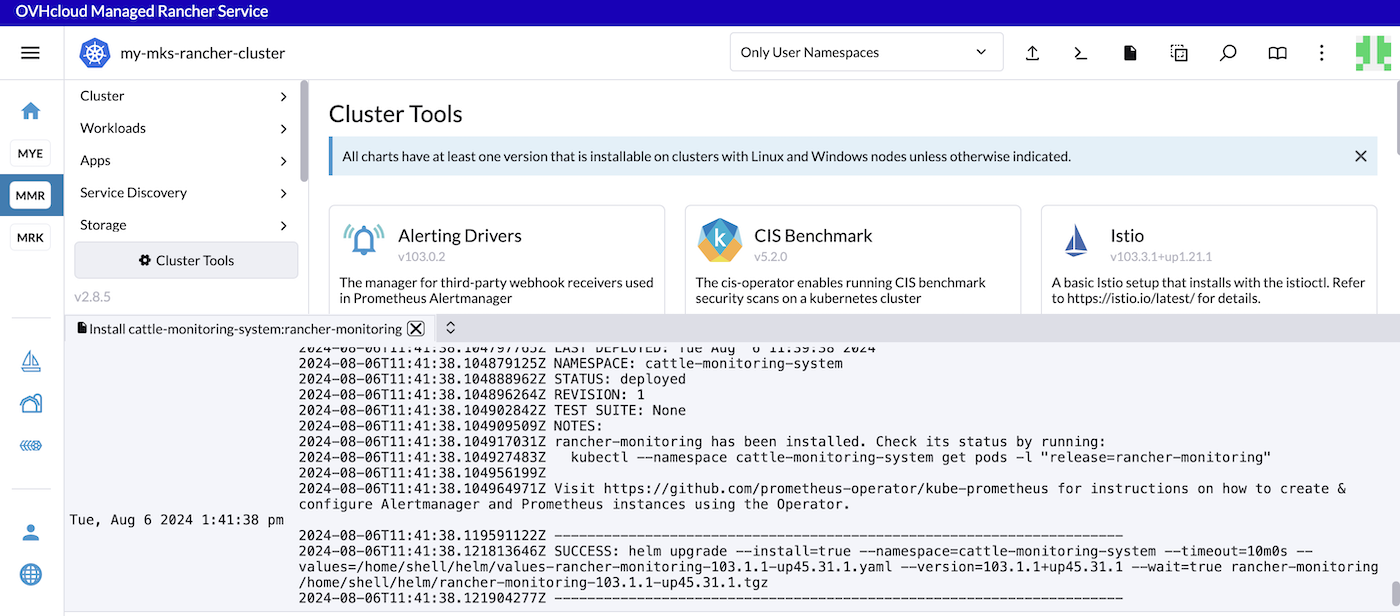 OVHcloud Managed Rancher Service
my-mks-rancher-cluster
Only User Namespaces
Cluster
Workloads
Apps
Service Discovery
Storage
Cluster Tools
v2.8.5
MYE
MMR
MRK
Cluster Tools
All charts have at least one version that is installable on clusters with Linux and Windows nodes unless otherwise indicated.
Alerting Drivers
v103.0.2
The manager for third-party webhook receivers used
in Prometheus Alertmanager
CIS Benchmark
v5.2.0
The cis-operator enables running CIS benchmark
security scans on a kubernetes cluster
Istio
v103.3.1+up1.21.1
A basic Istio setup that installs with the istioctl. Refer
to https://istio.io/latest/ for details.
Install cattle-monitoring-system:rancher-monitoring
2024-08-06T11:41:38.104797765Z LAST DEPLOYED: Tue Aug  6 11:39:38 2024
2024-08-06T11:41:38.104879125Z NAMESPACE: cattle-monitoring-system
2024-08-06T11:41:38.104888962Z STATUS: deployed
2024-08-06T11:41:38.104896264Z REVISION: 1
2024-08-06T11:41:38.104902842Z TEST SUITE: None
2024-08-06T11:41:38.104909509Z NOTES:
2024-08-06T11:41:38.104917031Z rancher-monitoring has been installed. Check its status by running:
2024-08-06T11:41:38.104927483Z   kubectl --namespace cattle-monitoring-system get pods -l "release=rancher-monitoring"
2024-08-06T11:41:38.104956199Z
2024-08-06T11:41:38.104964971Z Visit https://github.com/prometheus-operator/kube-prometheus for instructions on how to create &
configure Alertmanager and Prometheus instances using the Operator.
Tue, Aug 6 2024 1:41:38 pm
2024-08-06T11:41:38.119591122Z ---------------------------------------------------------------------
2024-08-06T11:41:38.121813646Z SUCCESS: helm upgrade --install=true --namespace=cattle-monitoring-system --timeout=10m0s --
values=/home/shell/helm/values-rancher-monitoring-103.1.1-up45.31.1.yaml --version=103.1.1+up45.31.1 --wait=true rancher-monitoring
/home/shell/helm/rancher-monitoring-103.1.1-up45.31.1.tgz
2024-08-06T11:41:38.121904277Z ---------------------------------------------------------------------